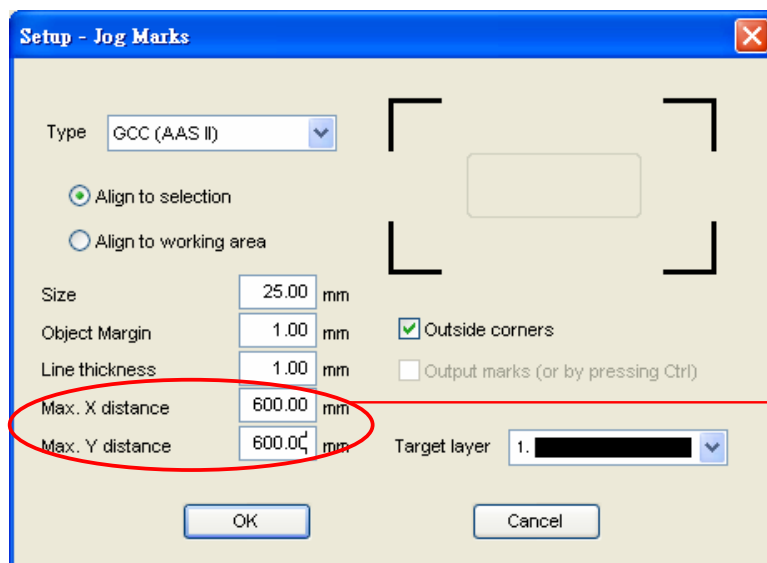 Setup - Jog Marks
Type GCC (AAS II)
Align to selection
Align to working area
Size 25.00 mm
Object Margin 1.00 mm
Outside corners
Line thickness 1.00 mm
Output marks (or by pressing Ctrl)
Max. X distance 600.00 mm
Max. Y distance 600.00 mm
Target layer 1.
OK Cancel